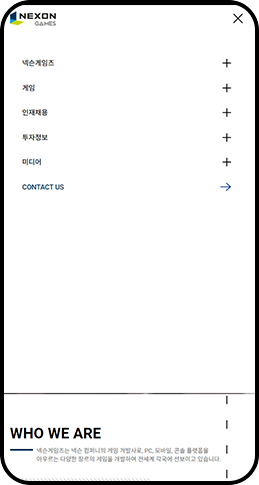 NEXON
GAMES
넥슨게임즈
게임
인재채용
투자정보
미디어
CONTACT US
WHO WE ARE
넥슨게임즈는 넥슨 컴퍼니의 게임 개발사로, PC, 모바일, 콘솔 플랫폼을
아우르는 다양한 장르의 게임을 개발하여 전세계 각국에 선보이고 있습니다.